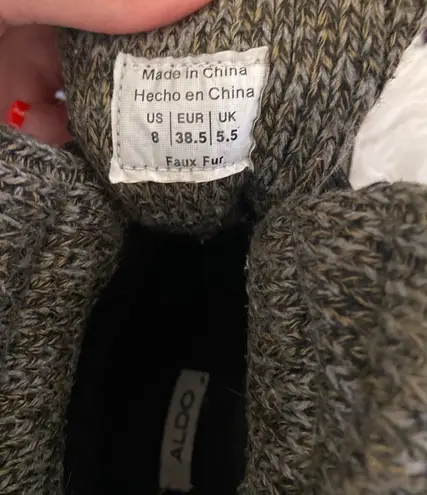 Made in China
Hecho en China
US | EUR | UK
8 | 38.5 | 5.5
Faux Fur
ALDO